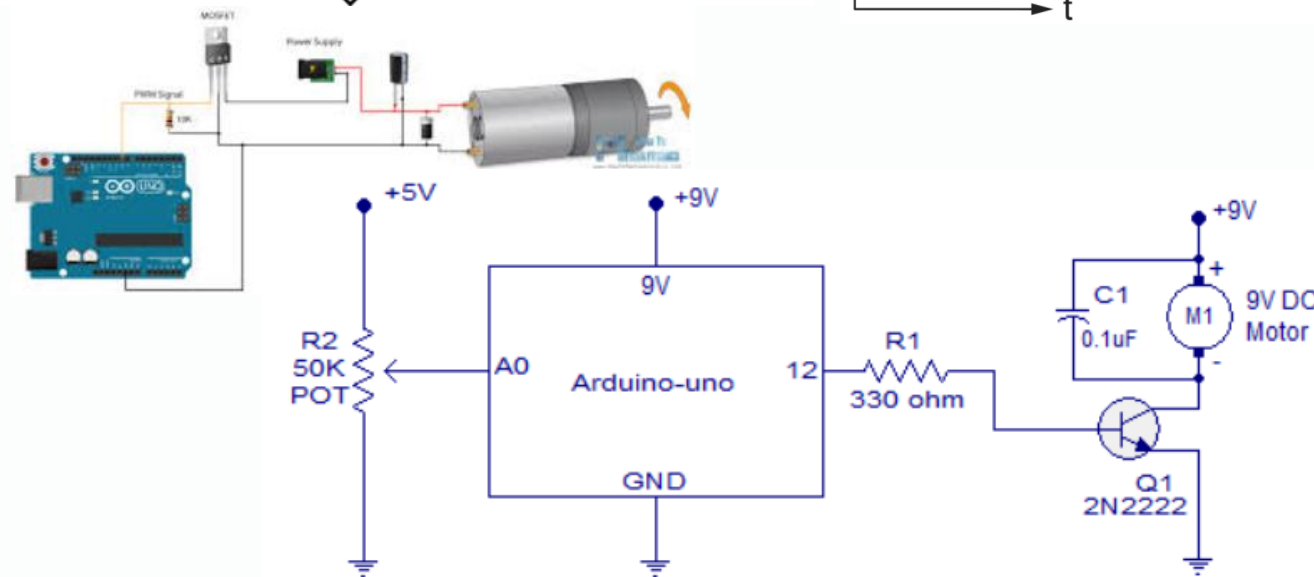 t
MOSFET
Power Supply
PWM Signal
10K
UNO
+5V
+9V
+9V
9V
R2
50K
POT
A0
Arduino-uno
12
R1
330 ohm
GND
C1
0.1uF
+
M1
-
9V DC
Motor
Q1
2N2222